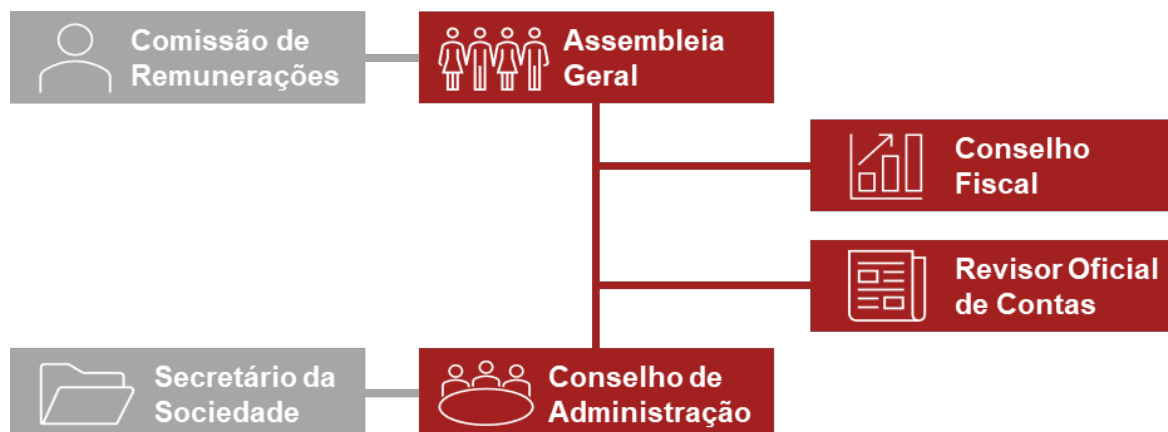 Comissão de
Remunerações
Assembleia
Geral
Conselho
Fiscal
Revisor Oficial
de Contas
Secretário da
Sociedade
Conselho de
Administração